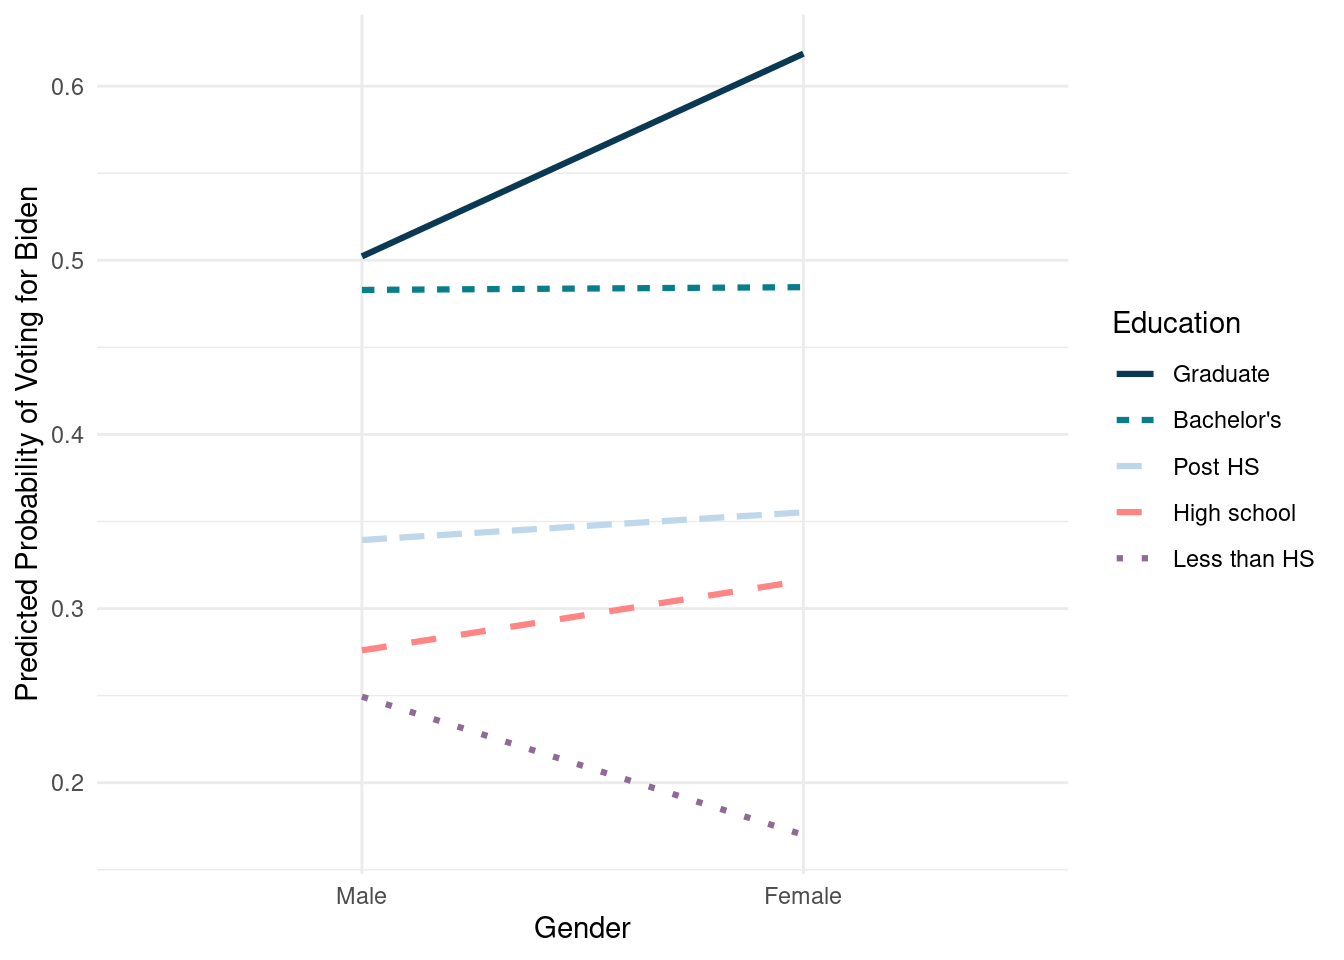 Predicted Probability of Voting for Biden
0.6
0.5
0.4
0.3
0.2
Male
Female
Gender
Education
Graduate
Bachelor's
Post HS
High school
Less than HS